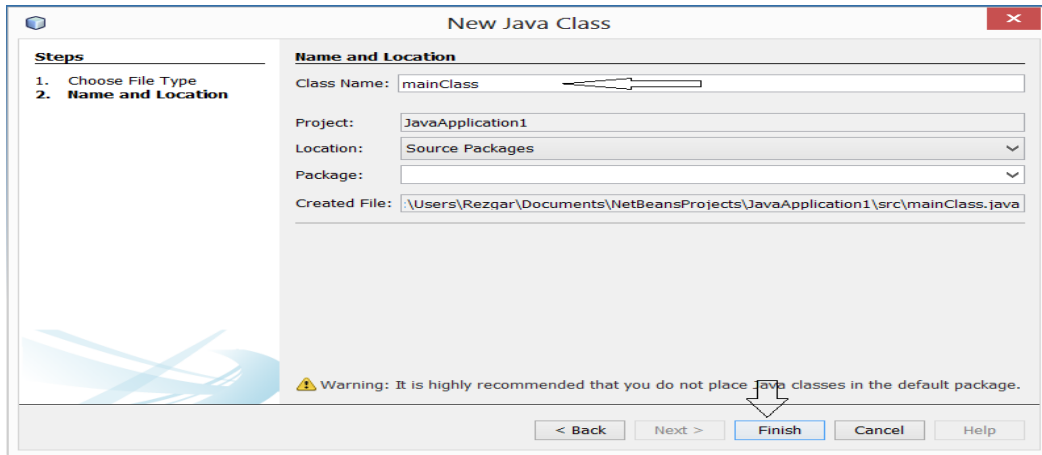 New Java Class
Steps
1. Choose File Type
2. Name and Location
Name and Location
Class Name: mainClass
Project: JavaApplication1
Location: Source Packages
Package:
Created File: :\Users\Rezgar\Documents\NetBeansProjects\JavaApplication1\src\mainClass.java
Warning: It is highly recommended that you do not place Java classes in the default package.
< Back Next > Finish Cancel Help